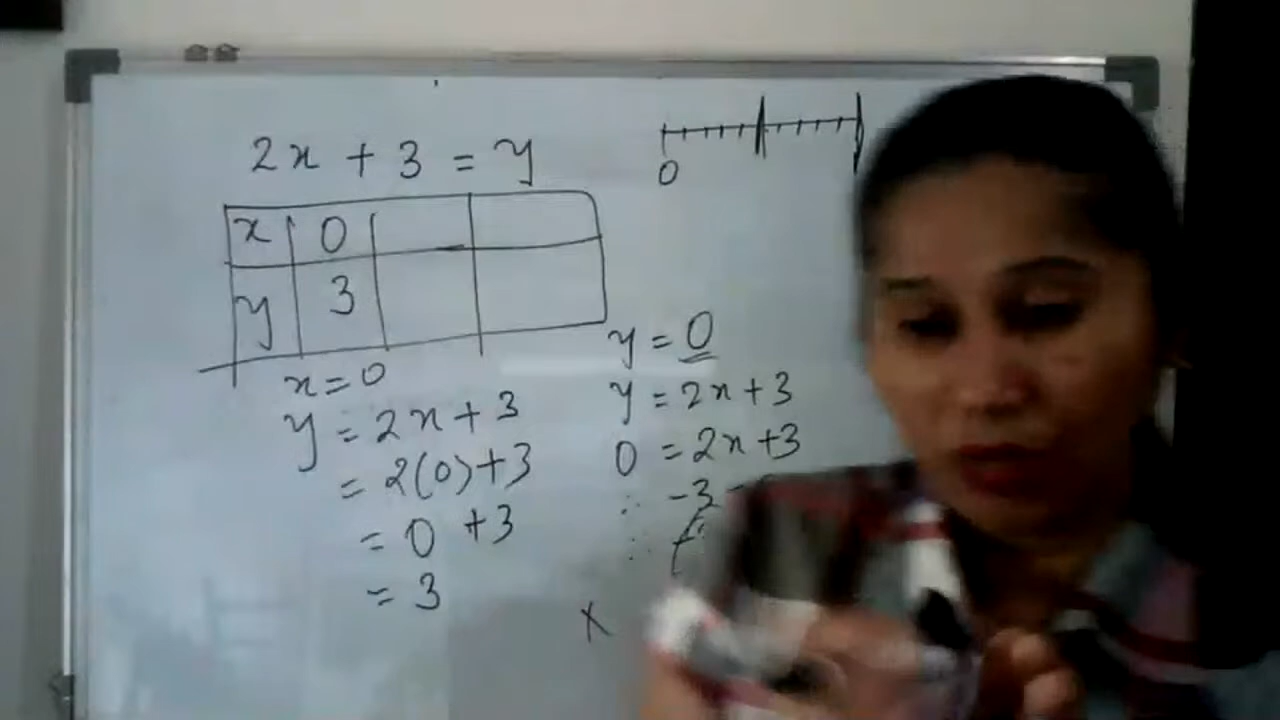 2x + 3 = y
0
x 0
y 3
x = 0
y = 2x + 3
= 2(0) + 3
= 0 + 3
= 3
y = 0
y = 2x + 3
0 = 2x + 3
∴ -3
∴
x